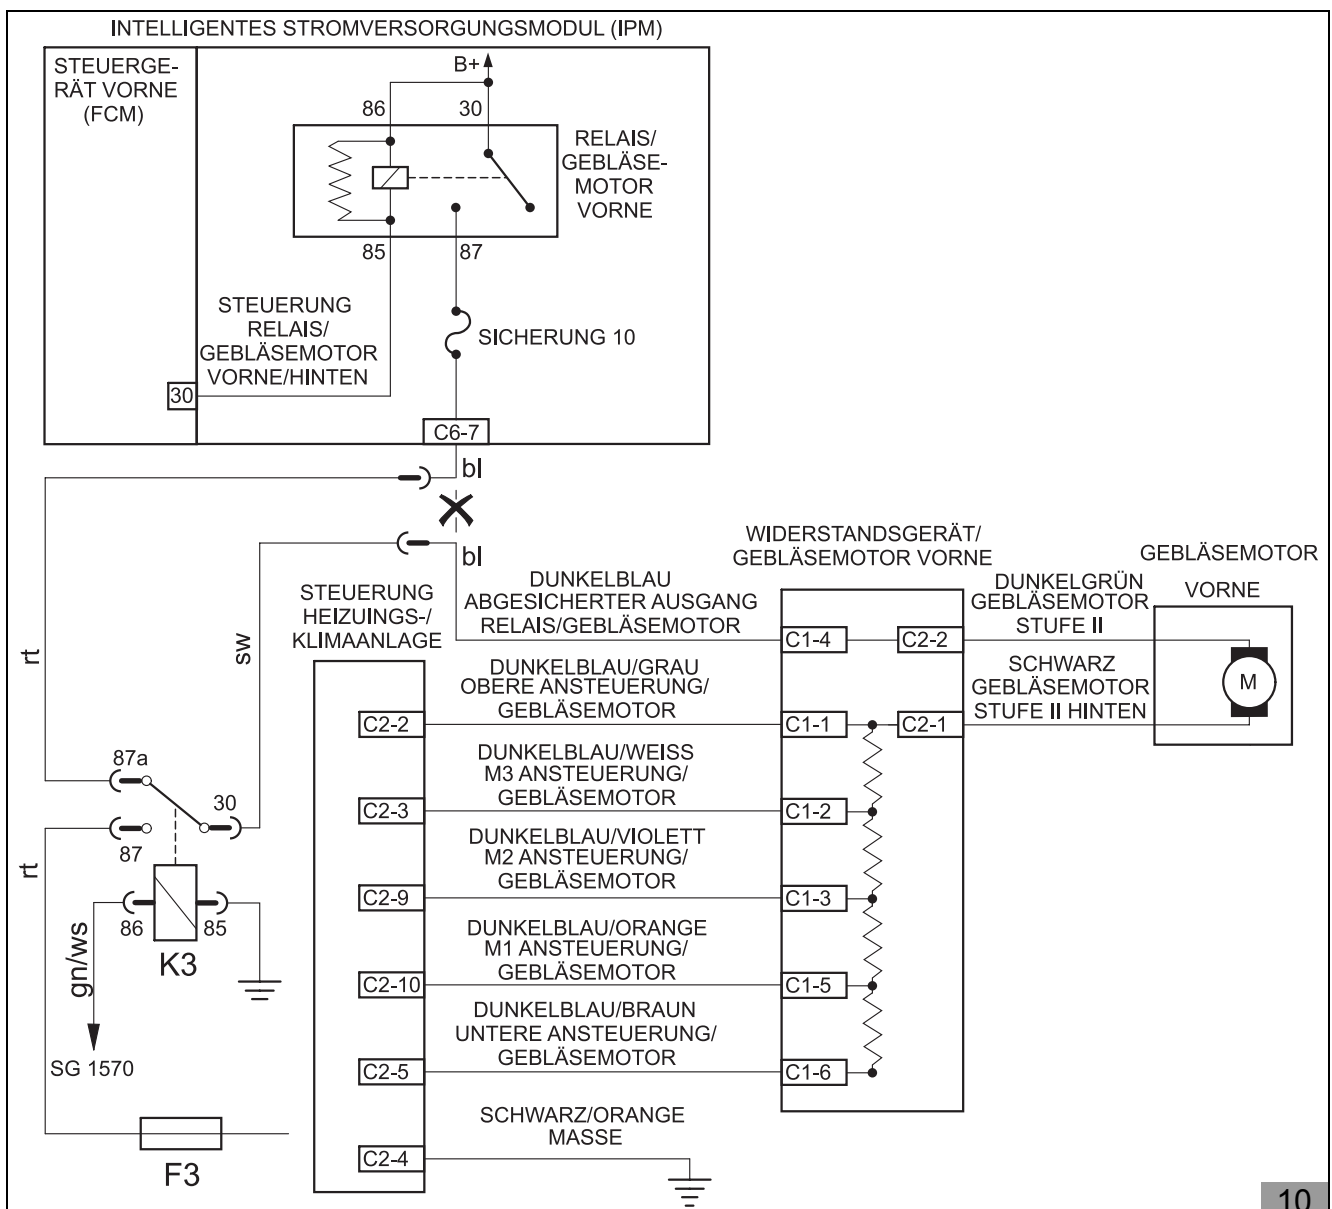 INTELLIGENTES STROMVERSORGUNGSMODUL (IPM)
STEUERGE-
RÄT VORNE
(FCM)
B+
86
30
RELAIS/
GEBLÄSE-
MOTOR
VORNE
85
87
STEUERUNG
RELAIS/
GEBLÄSEMOTOR
VORNE/HINTEN
SICHERUNG 10
30
C6-7
bl
bl
rt
sw
STEUERUNG
HEIZUINGS-/
KLIMAANLAGE
DUNKELBLAU
ABGESICHERTER AUSGANG
RELAIS/GEBLÄSEMOTOR
WIDERSTANDSGERÄT/
GEBLÄSEMOTOR VORNE
DUNKELGRÜN
GEBLÄSEMOTOR
STUFE II
GEBLÄSEMOTOR
VORNE
C1-4
C2-2
SCHWARZ
GEBLÄSEMOTOR
STUFE II HINTEN
M
DUNKELBLAU/GRAU
OBERE ANSTEUERUNG/
GEBLÄSEMOTOR
C2-2
C1-1
C2-1
DUNKELBLAU/WEISS
M3 ANSTEUERUNG/
GEBLÄSEMOTOR
C2-3
C1-2
87a
30
87
rt
86
85
K3
gn/ws
SG 1570
F3
DUNKELBLAU/VIOLETT
M2 ANSTEUERUNG/
GEBLÄSEMOTOR
C2-9
C1-3
DUNKELBLAU/ORANGE
M1 ANSTEUERUNG/
GEBLÄSEMOTOR
C2-10
C1-5
DUNKELBLAU/BRAUN
UNTERE ANSTEUERUNG/
GEBLÄSEMOTOR
C2-5
C1-6
SCHWARZ/ORANGE
MASSE
C2-4
10